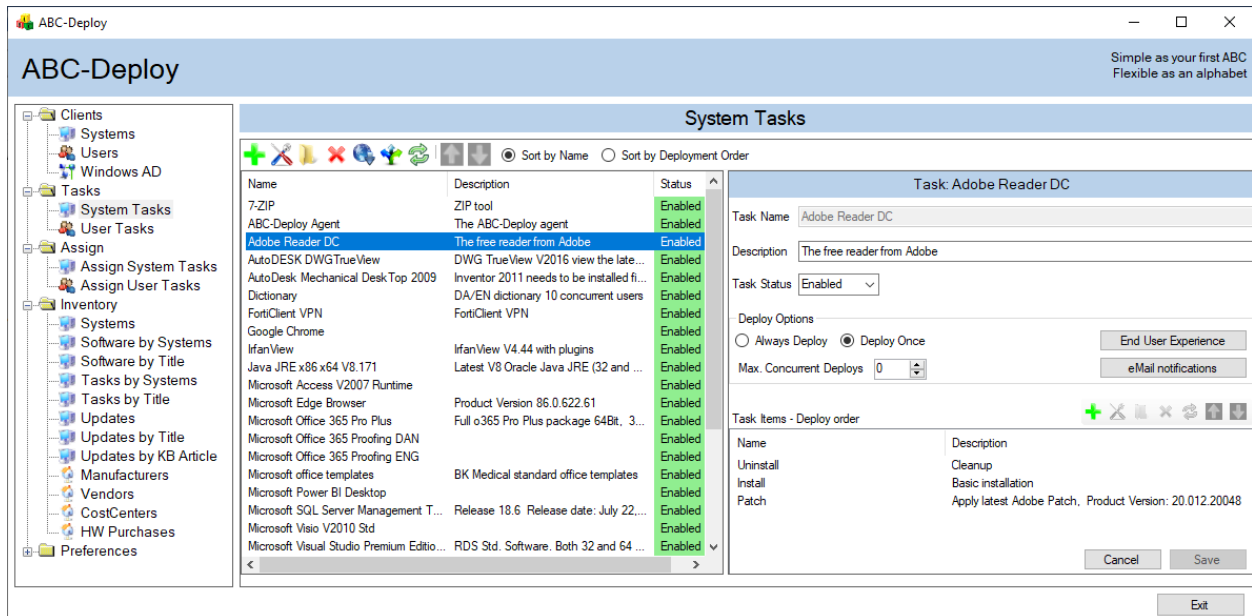 ABC-Deploy
ABC-Deploy
Simple as your first ABC
Flexible as an alphabet
Clients
Systems
Users
Windows AD
Tasks
System Tasks
User Tasks
Assign
Assign System Tasks
Assign User Tasks
Inventory
Systems
Software by Systems
Software by Title
Tasks by Systems
Tasks by Title
Updates
Updates by Title
Updates by KB Article
Manufacturers
Vendors
CostCenters
HW Purchases
Preferences
System Tasks
Sort by Name Sort by Deployment Order
Name Description Status
7-ZIP ZIP tool Enabled
ABC-Deploy Agent The ABC-Deploy agent Enabled
Adobe Reader DC The free reader from Adobe Enabled
AutoDESK DWGTrueView DWG TrueView V2016 view the late... Enabled
AutoDesk Mechanical DeskTop 2009 Inventor 2011 needs to be installed fi... Enabled
Dictionary DA/EN dictionary 10 concurrent users Enabled
FortiClient VPN FortiClient VPN Enabled
Google Chrome Enabled
IrfanView IrfanView V4.44 with plugins Enabled
Java JRE x86 x64 V8.171 Latest V8 Oracle Java JRE (32 and ... Enabled
Microsoft Access V2007 Runtime Enabled
Microsoft Edge Browser Product Version 86.0.622.61 Enabled
Microsoft Office 365 Pro Plus Full o365 Pro Plus package 64Bit, 3... Enabled
Microsoft Office 365 Proofing DAN Enabled
Microsoft Office 365 Proofing ENG Enabled
Microsoft office templates BK Medical standard office templates Enabled
Microsoft Power BI Desktop Enabled
Microsoft SQL Server Management T... Release 18.6 Release date: July 22,... Enabled
Microsoft Visio V2010 Std Enabled
Microsoft Visual Studio Premium Editio... RDS Std. Software. Both 32 and 64 ... Enabled
Task: Adobe Reader DC
Task Name Adobe Reader DC
Description The free reader from Adobe
Task Status Enabled
Deploy Options
Always Deploy Deploy Once End User Experience
Max. Concurrent Deploys 0 eMail notifications
Task Items - Deploy order
Name Description
Uninstall Cleanup
Install Basic installation
Patch Apply latest Adobe Patch, Product Version: 20.012.20048
Cancel Save
Exit